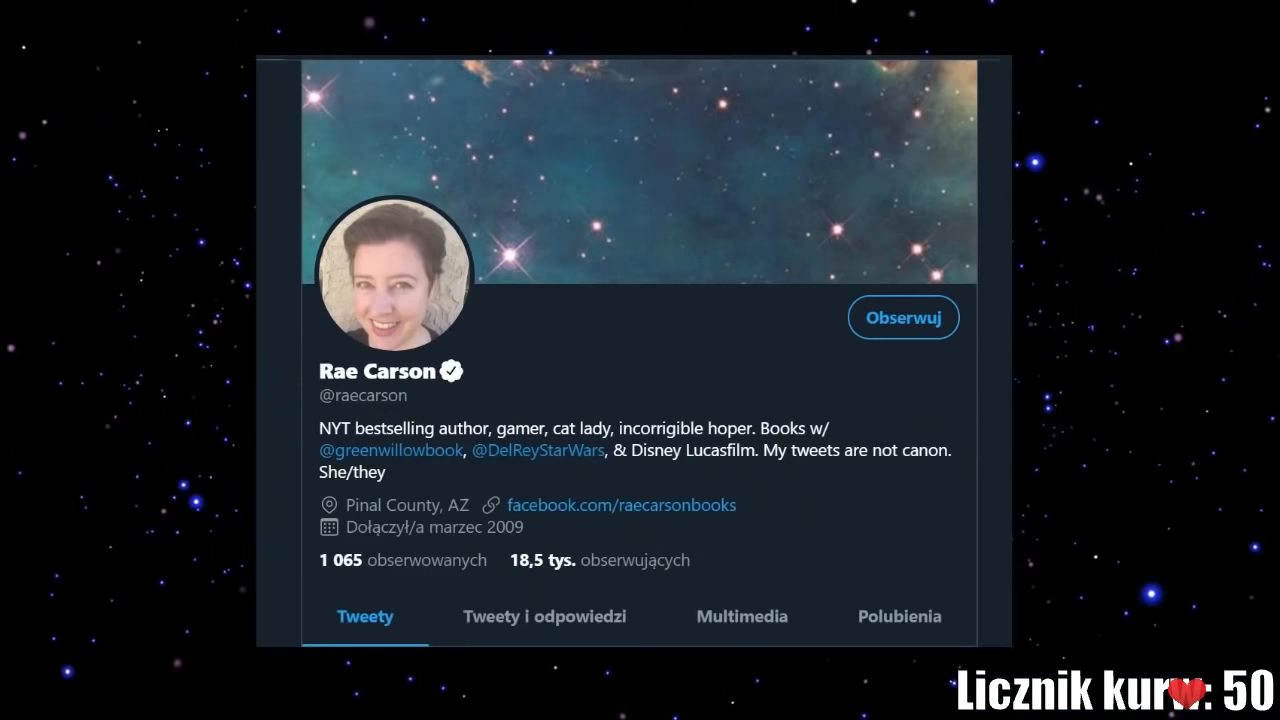 Obserwuj
Rae Carson
@raecarson
NYT bestselling author, gamer, cat lady, incorrigible hoper. Books w/
@greenwillowbook, @DelReyStarWars, & Disney Lucasfilm. My tweets are not canon.
She/they
Pinal County, AZ facebook.com/raecarsonbooks
Dołączył/a marzec 2009
1 065 obserwowanych 18,5 tys. obserwujących
Tweety Tweety i odpowiedzi Multimedia Polubienia
Licznik kurw: 50